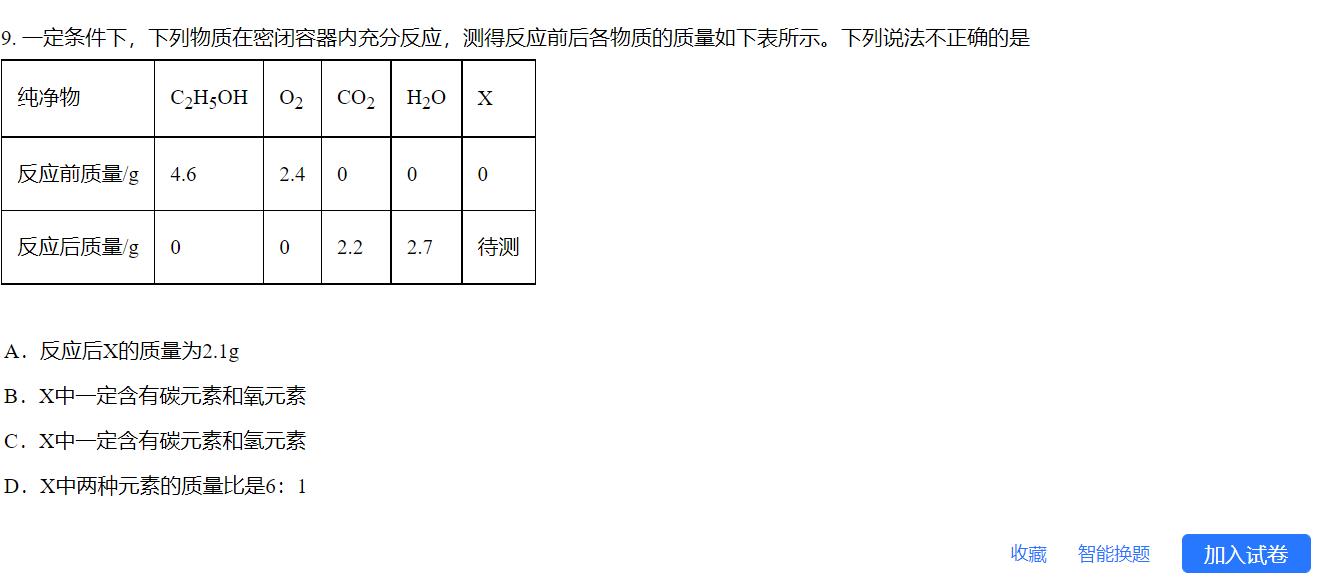 9. 一定条件下，下列物质在密闭容器内充分反应，测得反应前后各物质的质量如下表所示。下列说法不正确的是
纯净物 C₂H₅OH O₂ CO₂ H₂O X
反应前质量/g 4.6 2.4 0 0 0
反应后质量/g 0 0 2.2 2.7 待测
A．反应后X的质量为2.1g
B．X中一定含有碳元素和氧元素
C．X中一定含有碳元素和氢元素
D．X中两种元素的质量比是6：1
收藏 智能换题 加入试卷